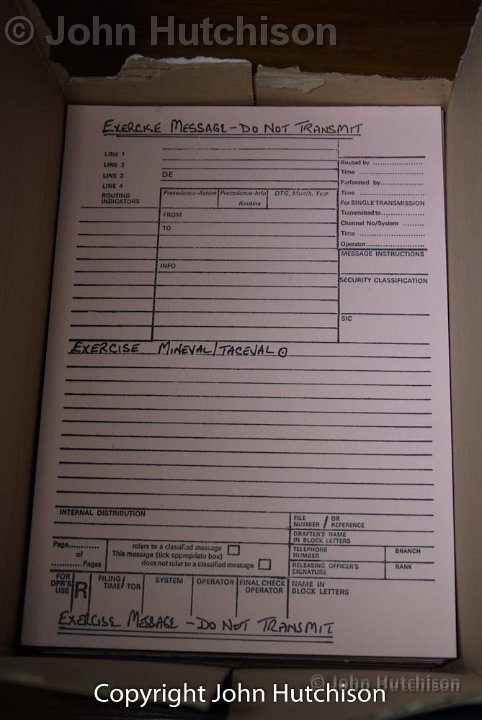 © John Hutchison
EXERCISE MESSAGE - DO NOT TRANSMIT
LINE 1
LINE 2
LINE 3 DE
LINE 4
ROUTING
INDICATORS
Precedence-Action Precedence-Info DTG, Month, Year
Routine
FROM
TO
INFO
Routed by
Time
Perforated by
Time
For SINGLE TRANSMISSION
Transmitted to
Channel No/System
Time
Operator
MESSAGE INSTRUCTIONS
SECURITY CLASSIFICATION
SIC
EXERCISE MINEVAL/TACEVAL ⊙
INTERNAL DISTRIBUTION
FILE / OR
NUMBER / REFERENCE
DRAFTER'S NAME
IN BLOCK LETTERS
TELEPHONE
NUMBER
BRANCH
RELEASING OFFICER'S
SIGNATURE
RANK
Page............
of............Pages
refers to a classified message
This message (tick appropriate box)
does not refer to a classified message
FOR
OPR'S
USE
R
FILING
TIME / TOR
SYSTEM
OPERATOR
FINAL CHECK
OPERATOR
NAME IN
BLOCK LETTERS
EXERCISE MESSAGE - DO NOT TRANSMIT.
© John Hutchison
Copyright John Hutchison